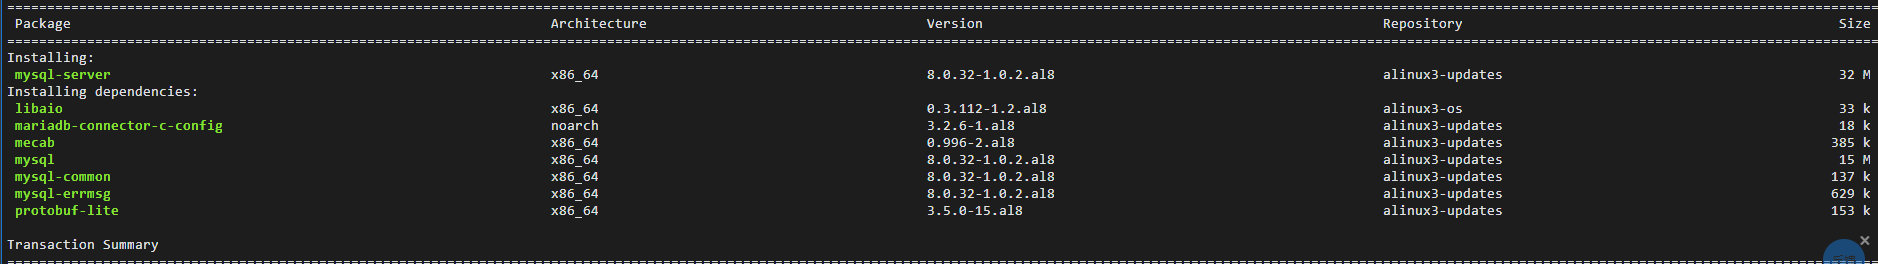 Package Architecture Version Repository Size
Installing:
mysql-server x86_64 8.0.32-1.0.2.al8 alinux3-updates 32 M
Installing dependencies:
libaio x86_64 0.3.112-1.2.al8 alinux3-os 33 k
mariadb-connector-c-config noarch 3.2.6-1.al8 alinux3-updates 18 k
mecab x86_64 0.996-2.al8 alinux3-updates 385 k
mysql x86_64 8.0.32-1.0.2.al8 alinux3-updates 15 M
mysql-common x86_64 8.0.32-1.0.2.al8 alinux3-updates 137 k
mysql-errmsg x86_64 8.0.32-1.0.2.al8 alinux3-updates 629 k
protobuf-lite x86_64 3.5.0-15.al8 alinux3-updates 153 k
Transaction Summary